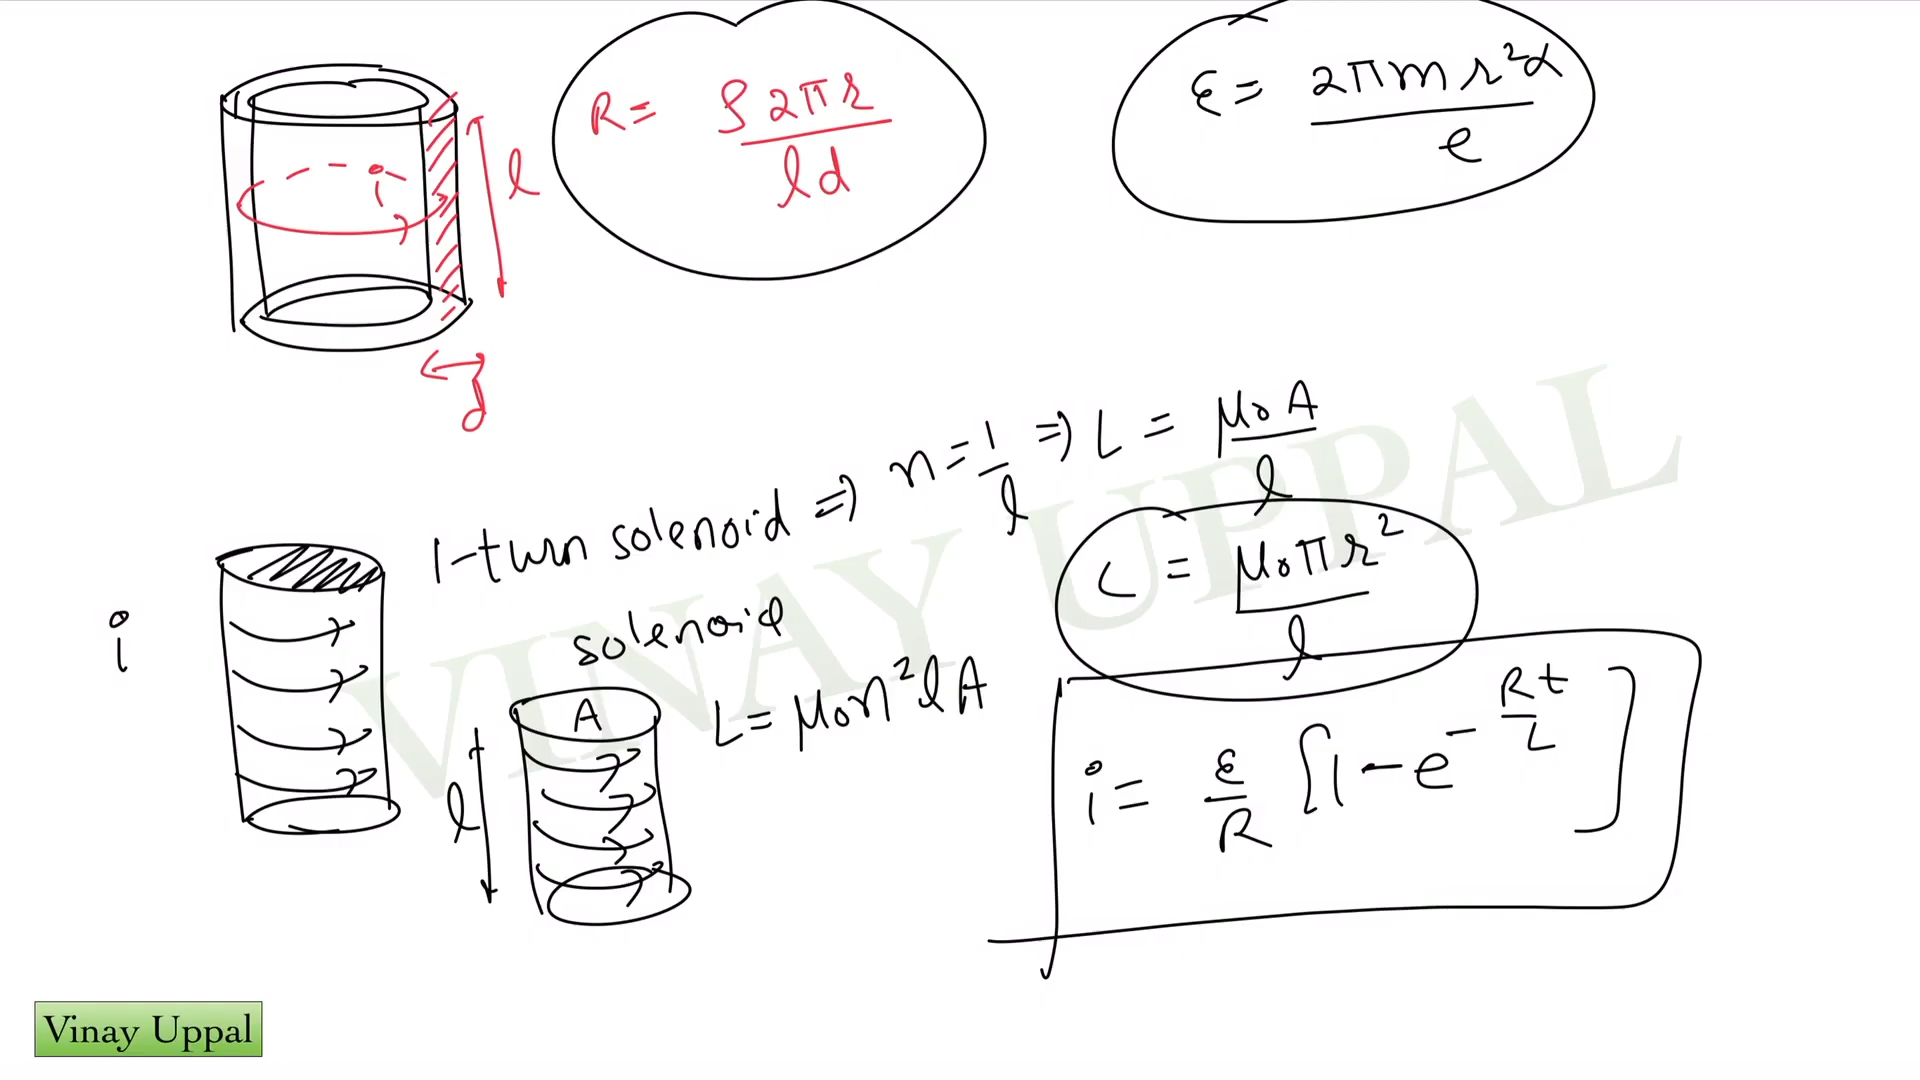 R = ρ2πr / ld
ε = 2πmr²α / e
i
l
d
1-turn solenoid ⇒ n = 1/l ⇒ L = μ₀A / l
i
solenoid
L = μ₀πr² / l
A
l
L = μ₀n²lA
i = ε/R [1 - e^(-Rt/L)]
VINAY UPPAL
Vinay Uppal